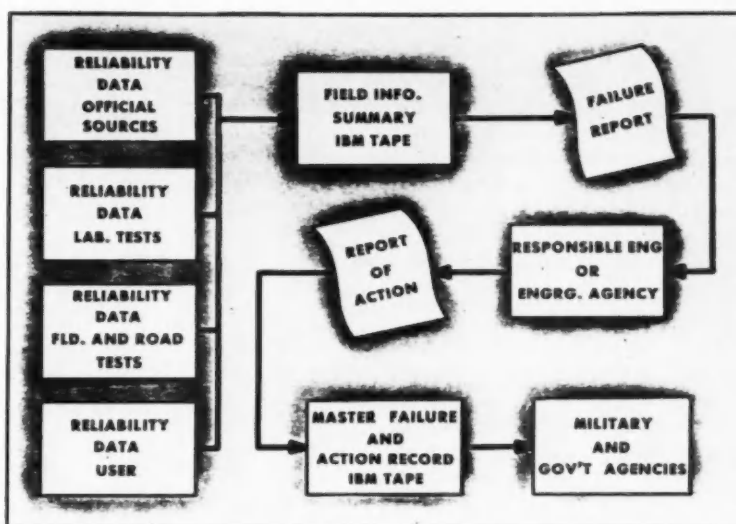 RELIABILITY
DATA
OFFICIAL
SOURCES
RELIABILITY
DATA
LAB. TESTS
RELIABILITY
DATA
FLD. AND ROAD
TESTS
RELIABILITY
DATA
USER
FIELD INFO.
SUMMARY
IBM TAPE
FAILURE
REPORT
RESPONSIBLE ENG
OR
ENGRG. AGENCY
REPORT
OF
ACTION
MASTER FAILURE
AND
ACTION RECORD
IBM TAPE
MILITARY
AND
GOV'T AGENCIES